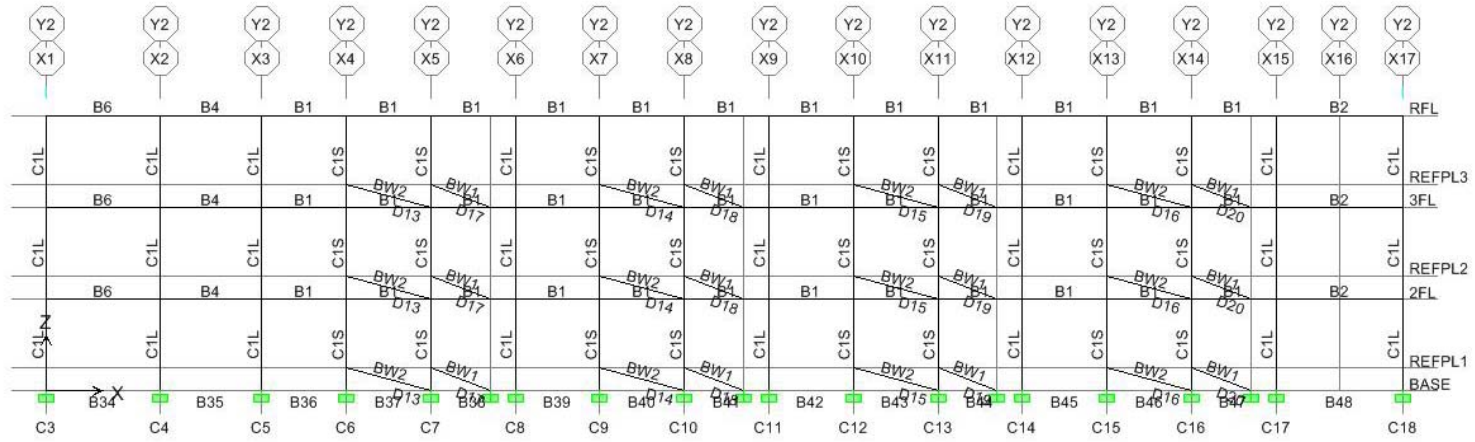 Y2 Y2 Y2 Y2 Y2 Y2 Y2 Y2 Y2 Y2 Y2 Y2 Y2 Y2 Y2 Y2 Y2
X1 X2 X3 X4 X5 X6 X7 X8 X9 X10 X11 X12 X13 X14 X15 X16 X17
B6 B4 B1 B1 B1 B1 B1 B1 B1 B1 B1 B1 B1 B1 B2 RFL
C1L C1L C1L C1S C1S C1L C1S C1S C1L C1S C1S C1L C1S C1S C1L C1L
BW2 BW1 BW2 BW1 BW2 BW1 BW2 BW1 REFPL3
B6 B4 B1 B1 B1 B1 B1 B1 B1 B1 B1 B1 B1 B1 B2 3FL
D13 D17 D14 D18 D15 D19 D16 D20
C1L C1L C1L C1S C1S C1L C1S C1S C1L C1S C1S C1L C1S C1S C1L C1L
BW2 BW1 BW2 BW1 BW2 BW1 BW2 BW1 REFPL2
B6 B4 B1 B1 B1 B1 B1 B1 B1 B1 B1 B1 B1 B1 B2 2FL
D13 D17 D14 D18 D15 D19 D16 D20
Z
C1L C1L C1L C1S C1S C1L C1S C1S C1L C1S C1S C1L C1S C1S C1L C1L
BW2 BW1 BW2 BW1 BW2 BW1 BW2 BW1 REFPL1
X BASE
D13 D17 D14 D18 D15 D19 D16 D20
B34 B35 B36 B37 B38 B39 B40 B41 B42 B43 B44 B45 B46 B47 B48
C3 C4 C5 C6 C7 C8 C9 C10 C11 C12 C13 C14 C15 C16 C17 C18